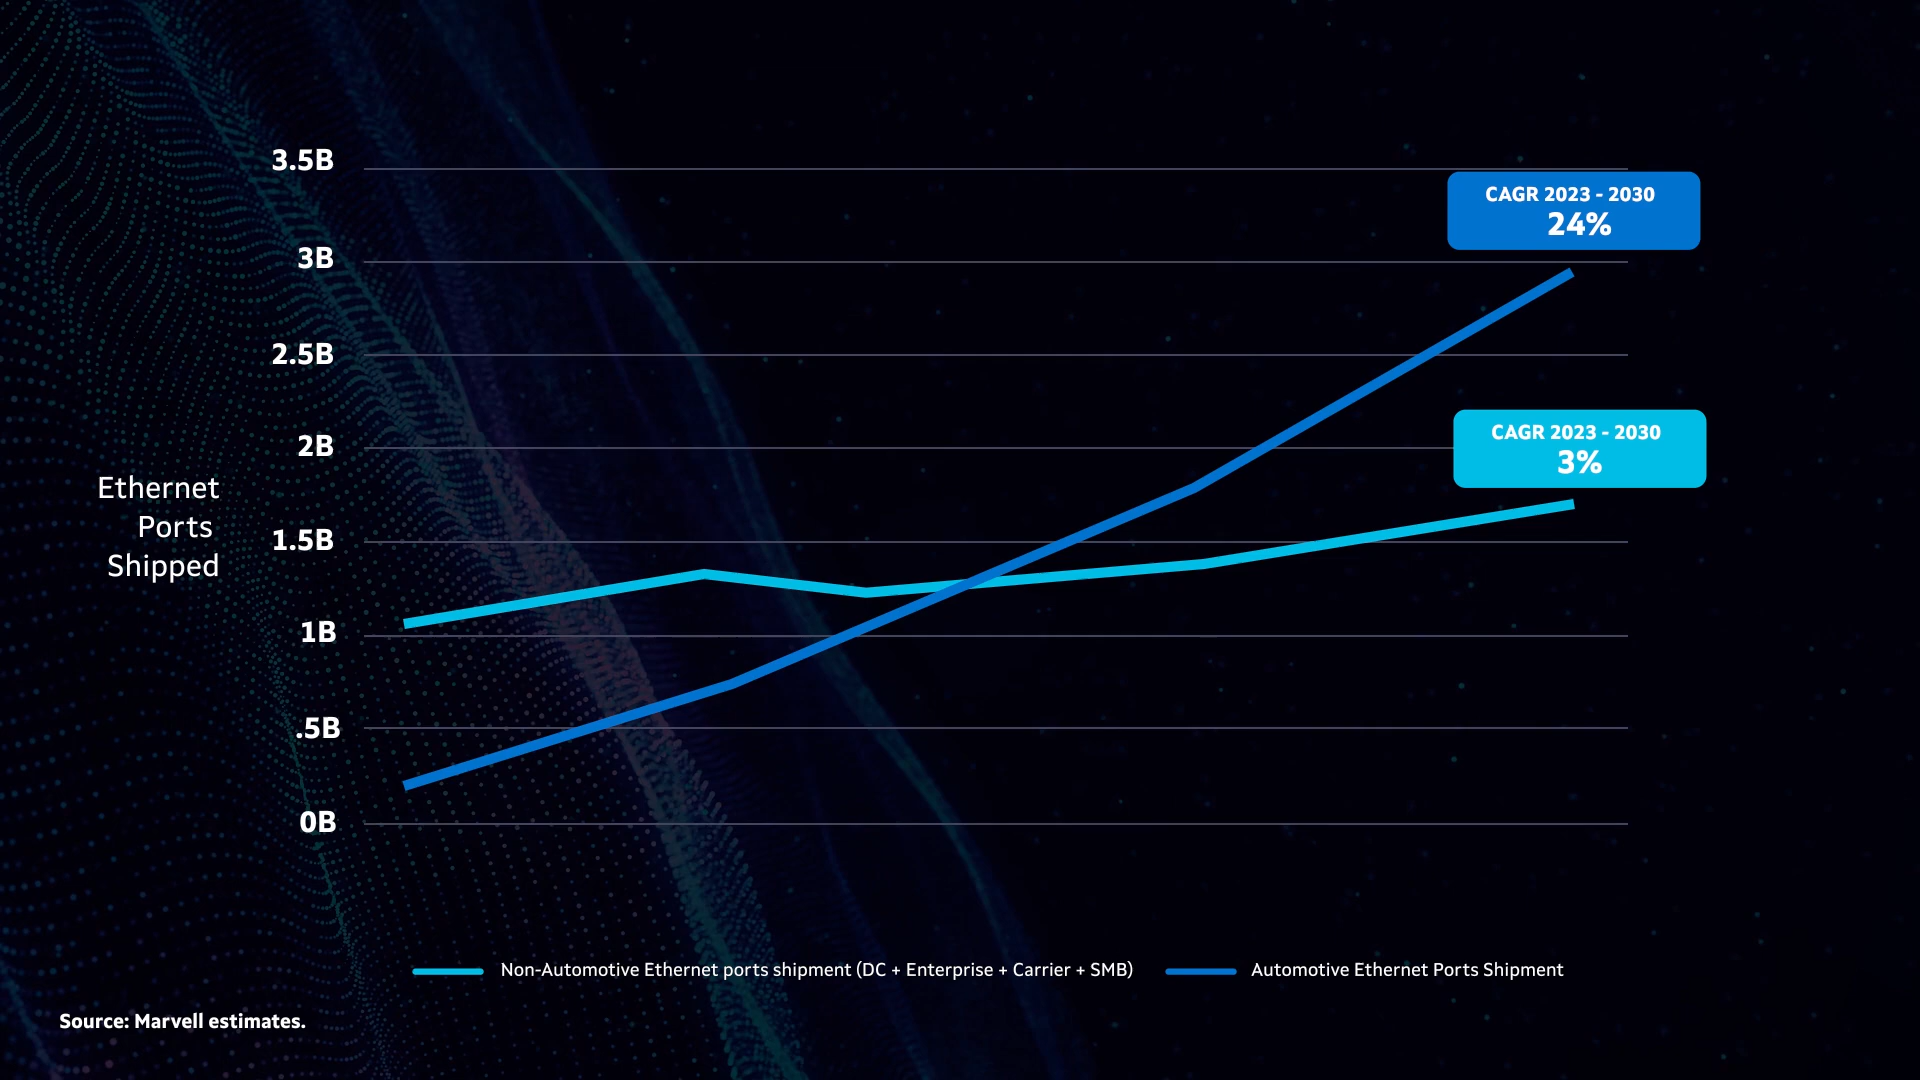 3.5B
CAGR 2023 - 2030
24%
3B
2.5B
CAGR 2023 - 2030
3%
2B
Ethernet
Ports
Shipped
1.5B
1B
.5B
0B
Non-Automotive Ethernet ports shipment (DC + Enterprise + Carrier + SMB)
Automotive Ethernet Ports Shipment
Source: Marvell estimates.